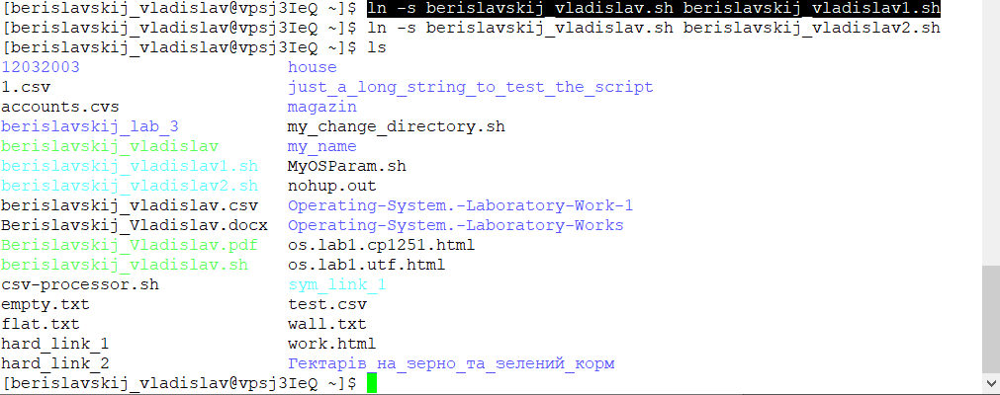 [berislavskij_vladislav@vpsj3IeQ ~]$ ln -s berislavskij_vladislav.sh berislavskij_vladislav1.sh
[berislavskij_vladislav@vpsj3IeQ ~]$ ln -s berislavskij_vladislav.sh berislavskij_vladislav2.sh
[berislavskij_vladislav@vpsj3IeQ ~]$ ls
12032003 house
1.csv just_a_long_string_to_test_the_script
accounts.cvs magazin
berislavskij_lab_3 my_change_directory.sh
berislavskij_vladislav my_name
berislavskij_vladislav1.sh MyOSParam.sh
berislavskij_vladislav2.sh nohup.out
berislavskij_vladislav.csv Operating-System.-Laboratory-Work-1
Berislavskij_Vladislav.docx Operating-System.-Laboratory-Works
Berislavskij_Vladislav.pdf os.lab1.cp1251.html
berislavskij_vladislav.sh os.lab1.utf.html
csv-processor.sh sym_link_1
empty.txt test.csv
flat.txt wall.txt
hard_link_1 work.html
hard_link_2 Гектарів_на_зерно_та_зелений_корм
[berislavskij_vladislav@vpsj3IeQ ~]$